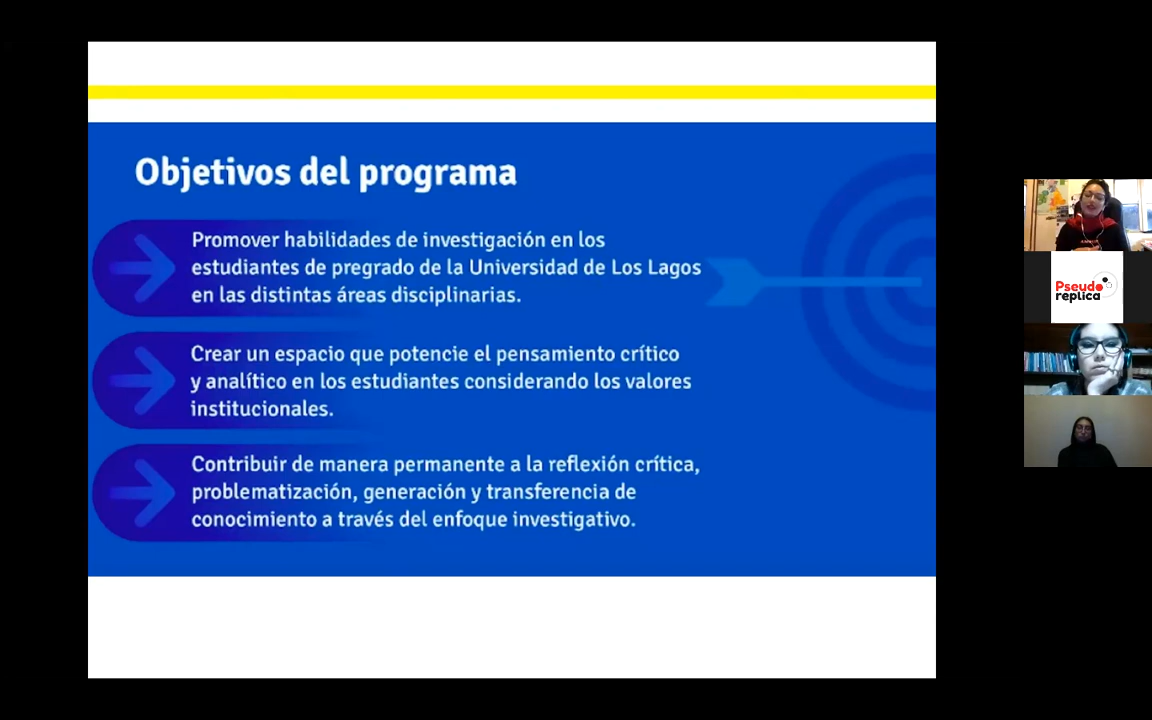 Objetivos del programa
Promover habilidades de investigación en los
estudiantes de pregrado de la Universidad de Los Lagos
en las distintas áreas disciplinarias.
Crear un espacio que potencie el pensamiento crítico
y analítico en los estudiantes considerando los valores
institucionales.
Contribuir de manera permanente a la reflexión crítica,
problematización, generación y transferencia de
conocimiento a través del enfoque investigativo.
Pseudo
replica